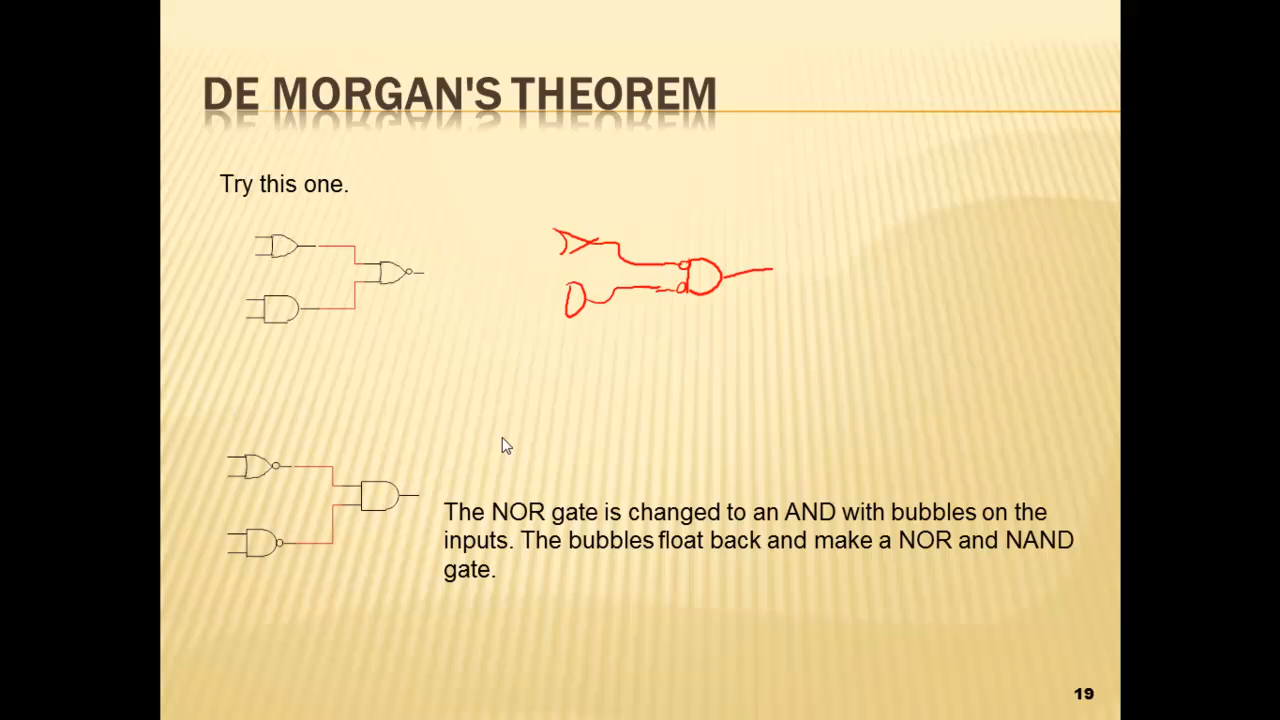 DE MORGAN'S THEOREM
Try this one.
The NOR gate is changed to an AND with bubbles on the
inputs. The bubbles float back and make a NOR and NAND
gate.
19